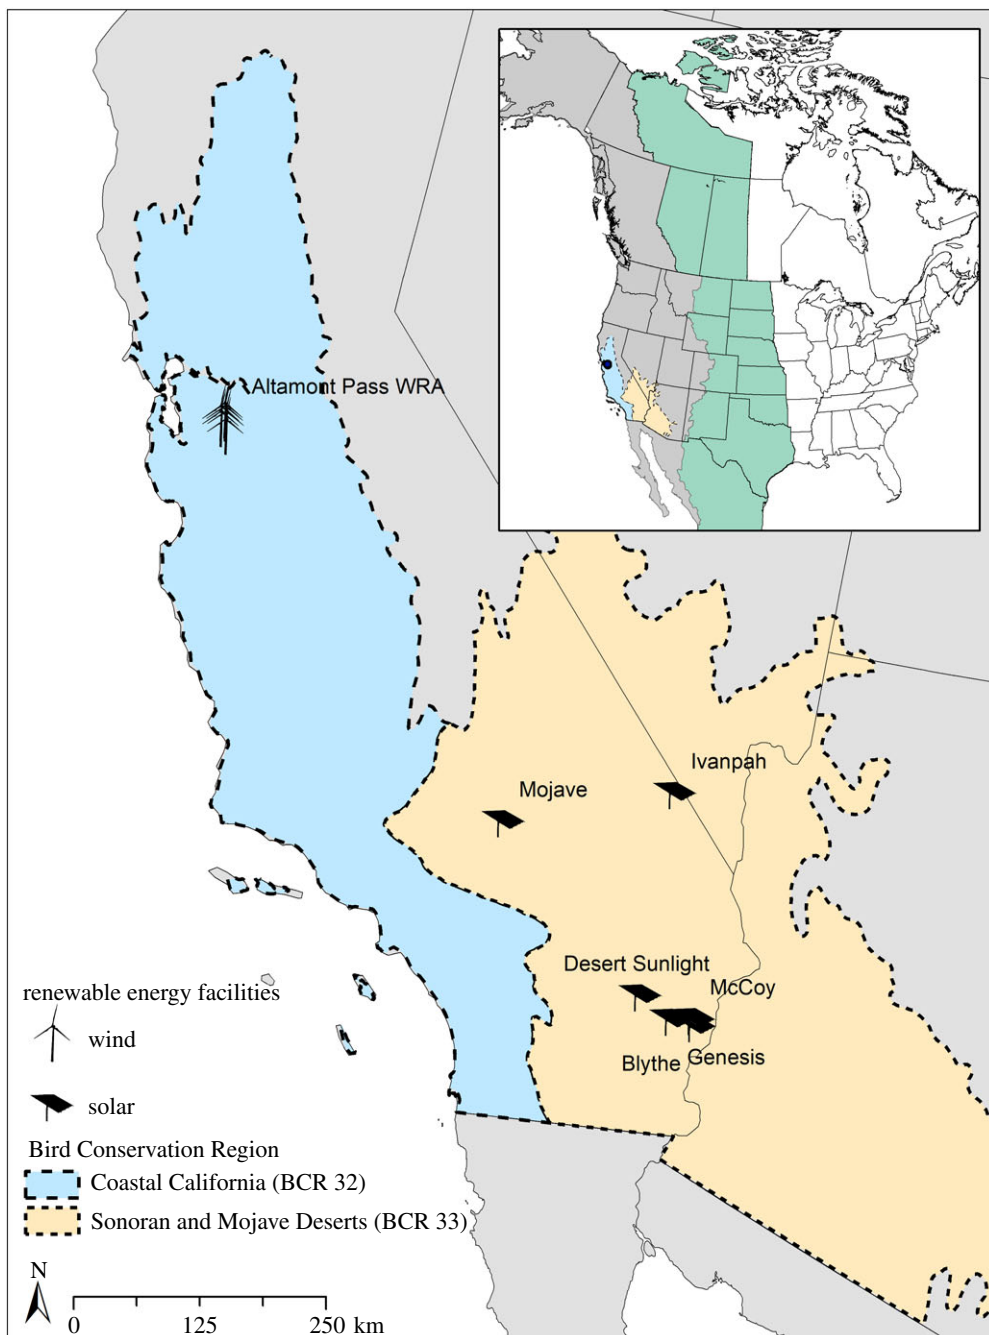 Altamont Pass WRA
Ivanpah
Mojave
Desert Sunlight
McCoy
Blythe
Genesis
renewable energy facilities
wind
solar
Bird Conservation Region
Coastal California (BCR 32)
Sonoran and Mojave Deserts (BCR 33)
N
0 125 250 km